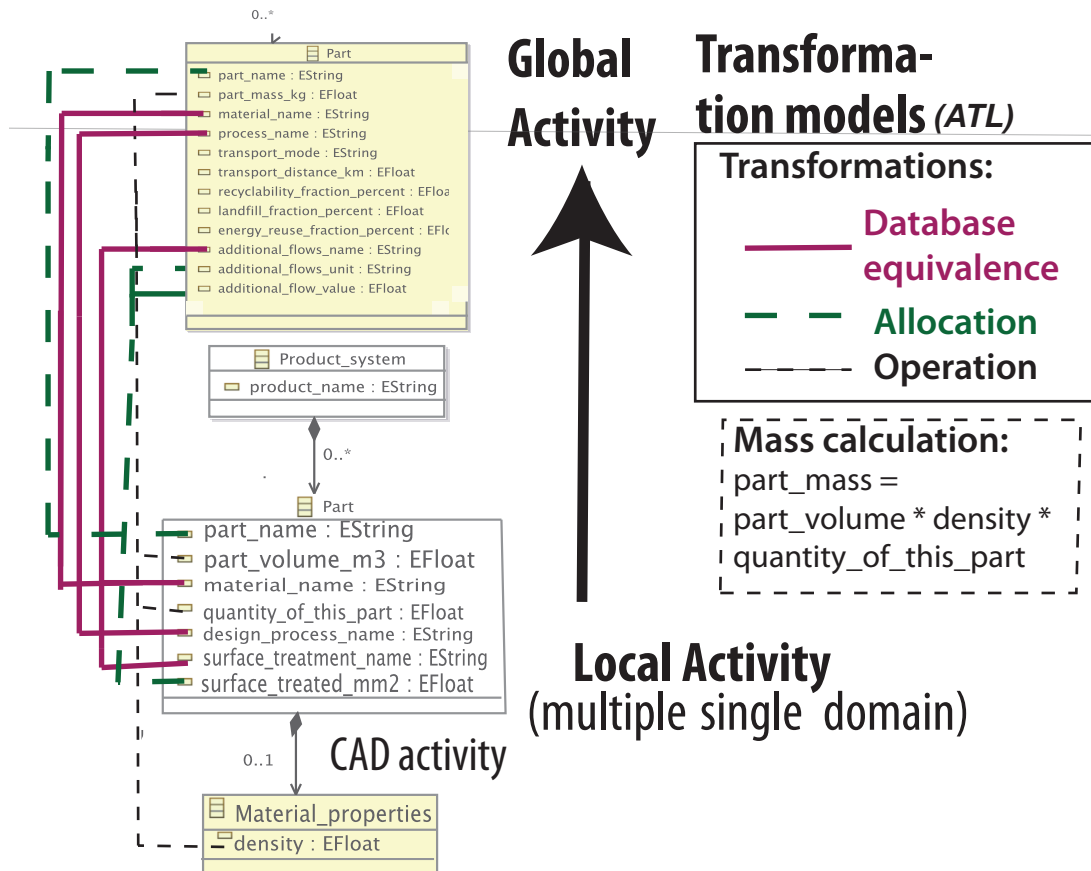 0..*
Part
part_name : EString
part_mass_kg : EFloat
material_name : EString
process_name : EString
transport_mode : EString
transport_distance_km : EFloat
recyclability_fraction_percent : EFloa
landfill_fraction_percent : EFloat
energy_reuse_fraction_percent : EFlo
additional_flows_name : EString
additional_flows_unit : EString
additional_flow_value : EFloat
Product_system
product_name : EString
0..*
Part
part_name : EString
part_volume_m3 : EFloat
material_name : EString
quantity_of_this_part : EFloat
design_process_name : EString
surface_treatment_name : EString
surface_treated_mm2 : EFloat
0..1
CAD activity
Material_properties
density : EFloat
Global
Activity
Local Activity
(multiple single domain)
Transforma-
tion models (ATL)
Transformations:
Database
equivalence
Allocation
Operation
Mass calculation:
part_mass =
part_volume * density *
quantity_of_this_part